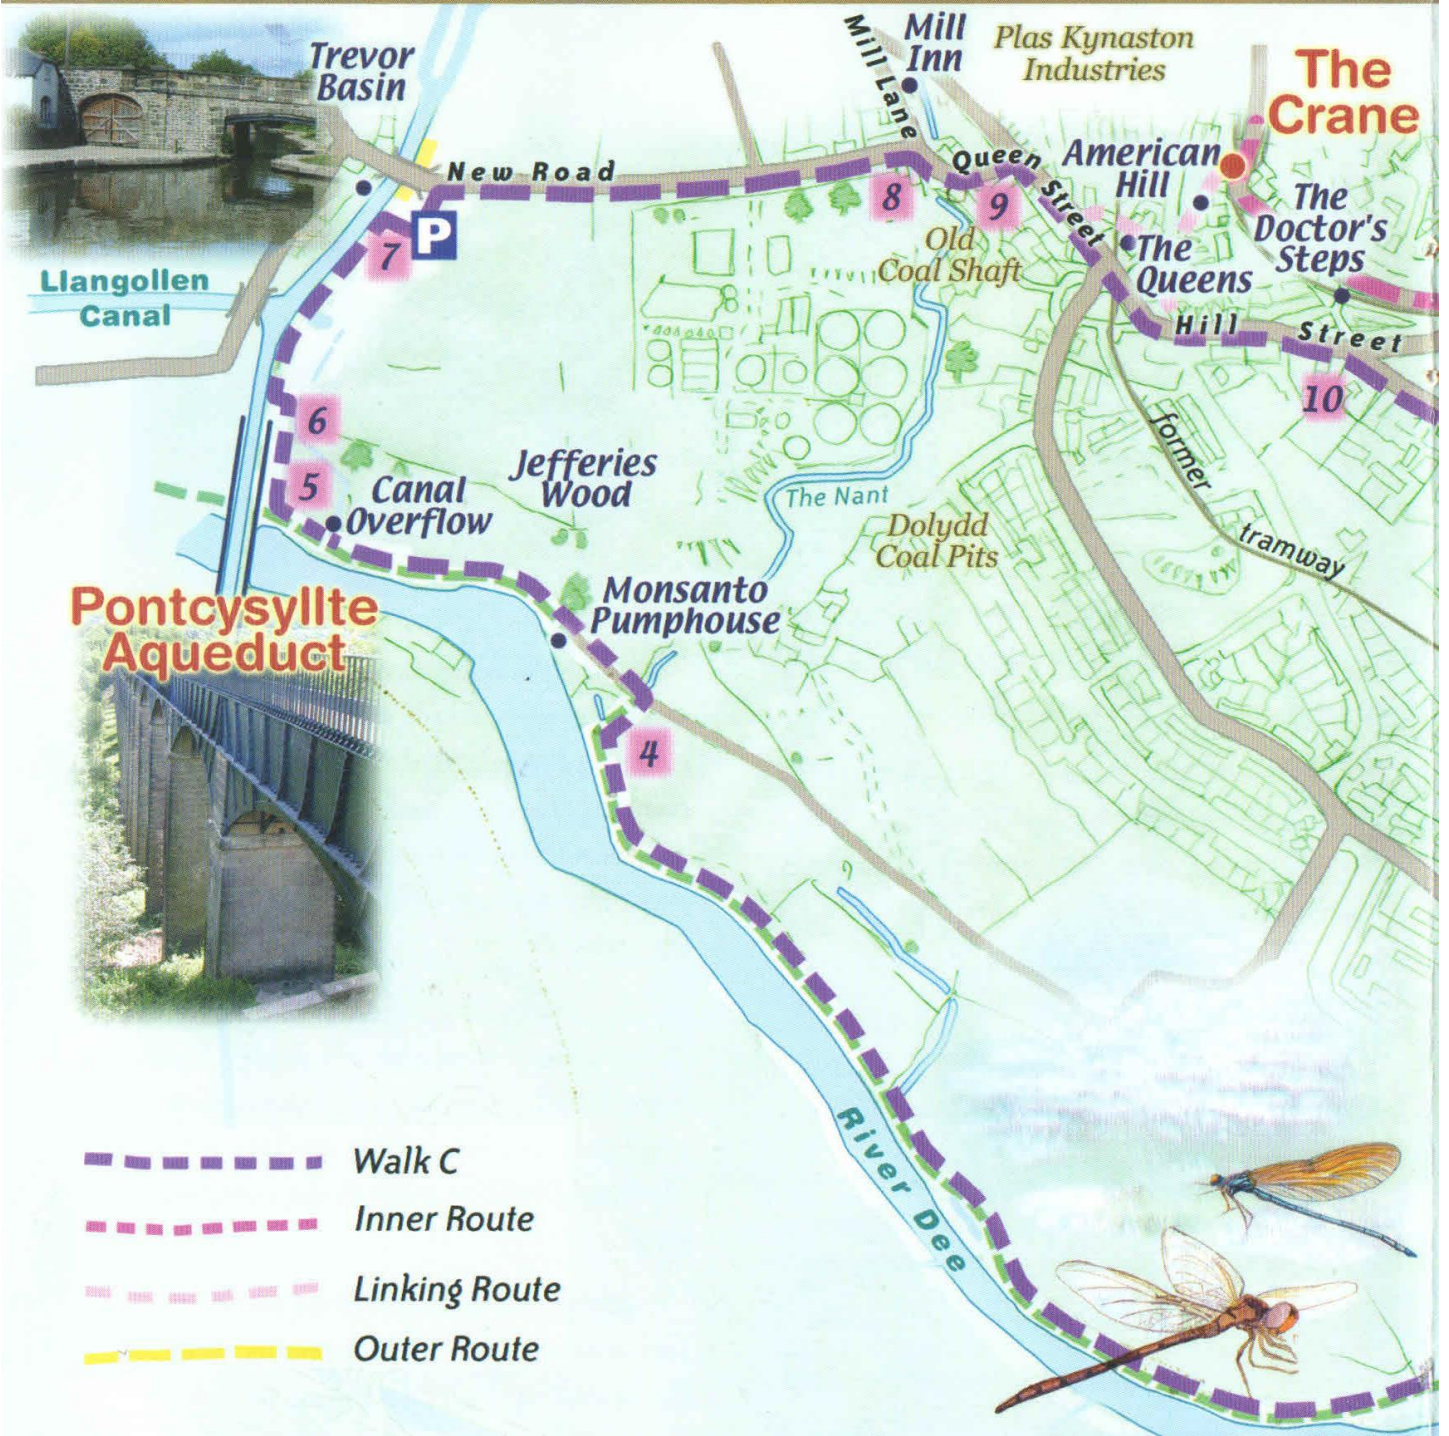 Trevor
Basin
Mill Lane
Mill
Inn
Plas Kynaston
Industries
The
Crane
New Road
Queen
Street
American
Hill
The
Doctor's
Steps
8
9
P
7
Old
Coal Shaft
The
Queens
Llangollen
Canal
Hill Street
10
6
5
Canal
Overflow
Jefferies
Wood
The Nant
former
tramway
Dolydd
Coal Pits
Pontcysyllte
Aqueduct
Monsanto
Pumphouse
4
River Dee
Walk C
Inner Route
Linking Route
Outer Route